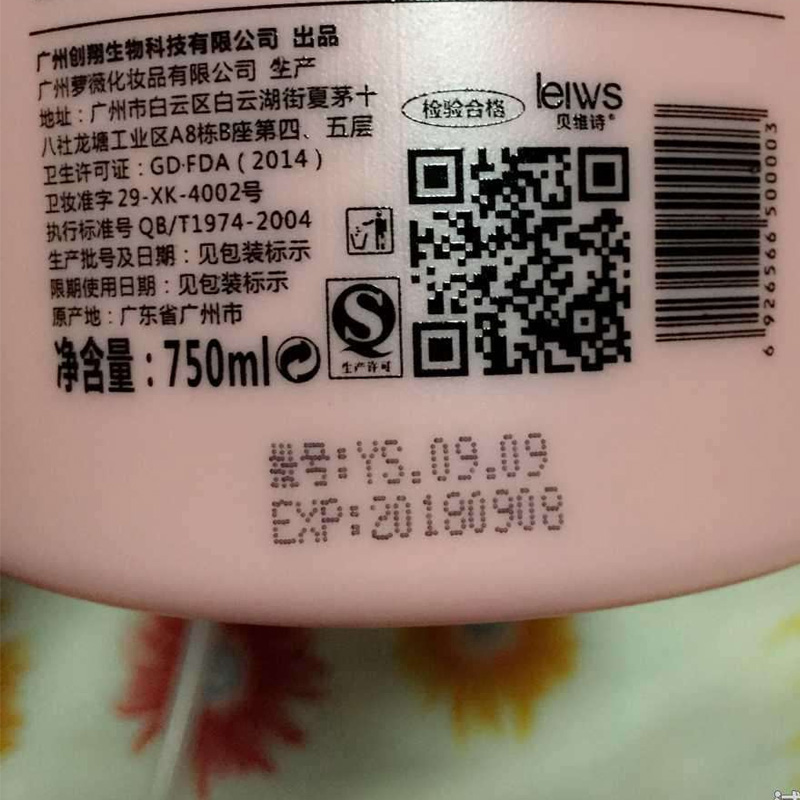 广州创翔生物科技有限公司 出品
广州萝薇化妆品有限公司 生产
地址：广州市白云区白云湖街夏茅十
八社龙塘工业区A8栋B座第四、五层
卫生许可证：GD·FDA（2014）
卫妆准字 29-XK-4002号
执行标准号 QB/T1974-2004
生产批号及日期：见包装标示
限期使用日期：见包装标示
原产地：广东省广州市
净含量：750ml
检验合格
leiws
贝维诗®
生产许可
6 926566 500003
号:YS.09.09
EXP:20180908